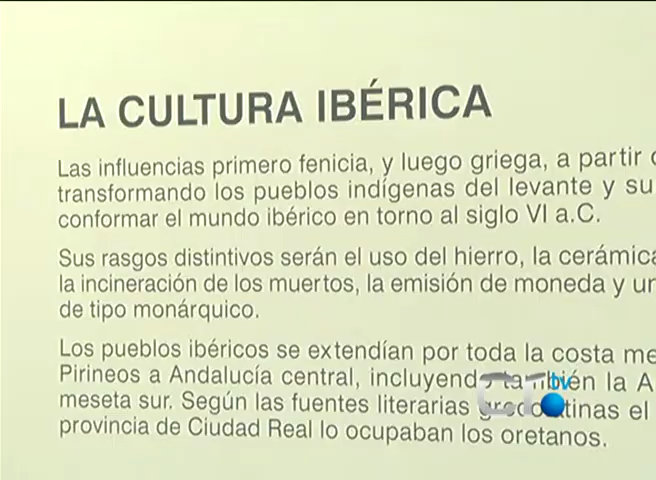 LA CULTURA IBÉRICA
Las influencias primero fenicia, y luego griega, a partir
transformando los pueblos indígenas del levante y su
conformar el mundo ibérico en torno al siglo VI a.C.
Sus rasgos distintivos serán el uso del hierro, la cerámica
la incineración de los muertos, la emisión de moneda y un
de tipo monárquico.
Los pueblos ibéricos se extendían por toda la costa me
Pirineos a Andalucía central, incluyendo también la A
meseta sur. Según las fuentes literarias el
provincia de Ciudad Real lo ocupaban los oretanos.
tv